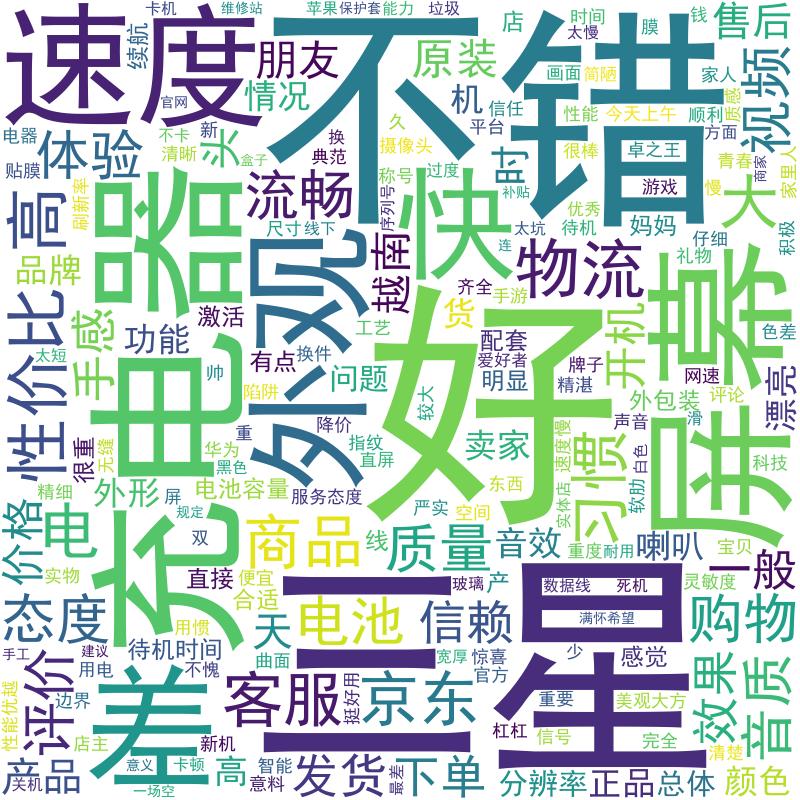 卡机
维修站
苹果
保护套
能力
垃圾
店
时间
钱
售后
速度
不错
续航
朋友
原装
太慢
膜
官网
情况
机
画面
简陋
家人
质感
视频
信任
性能
今天上午
顺利
方面
电器
不卡
新
头
换
久
平台
典范
摄像头
时
很棒
卓之王
青春
商家
体验
清晰
盒子
贴膜
流畅
称号
过度
快
补贴
游戏
慢
家里人
高
刷新率
器
序列号
优秀
大
尺寸
线下
太坑
待机
妈妈
仔细
积极
外观
越南
连
物流
礼物
品牌
激活
齐全
手游
幕
性价比
手感
功能
工艺
货
配套
开机
色差
太短
有点
换件
爱好者
牌子
网速
评论
漂亮
帅
陷阱
问题
明显
精湛
电
好
较大
外包装
滑
很重
无缝
华为
重
降价
指纹
直屏
卖家
声音
白色
科技
精细
外形
黑色
屏
电池容量
服务态度
东西
实体店
速度慢
习惯
软肋
屏
价格
电
规定
严实
空间
充
双
商品
线
质量
音效
重度
耐用
喇叭
宝贝
一般
实物
直接
便宜
合适
三星
玻璃
产
数据线
死机
灵敏度
态度
用惯
电池
信赖
满怀希望
购物
手工
建议
待机时间
天
曲面
宽厚
惊喜
少
感觉
用电
不愧
官方
效果
音质
性能优越
评价
边界
差
客服
挺好用
京东
重要
美观大方
杠杠
信号
完全
店主
新机
清楚
产品
关机
意义
卡顿
高
智能
意料
发货
最差
下单
分辨率
正品
总体
颜色
一场空